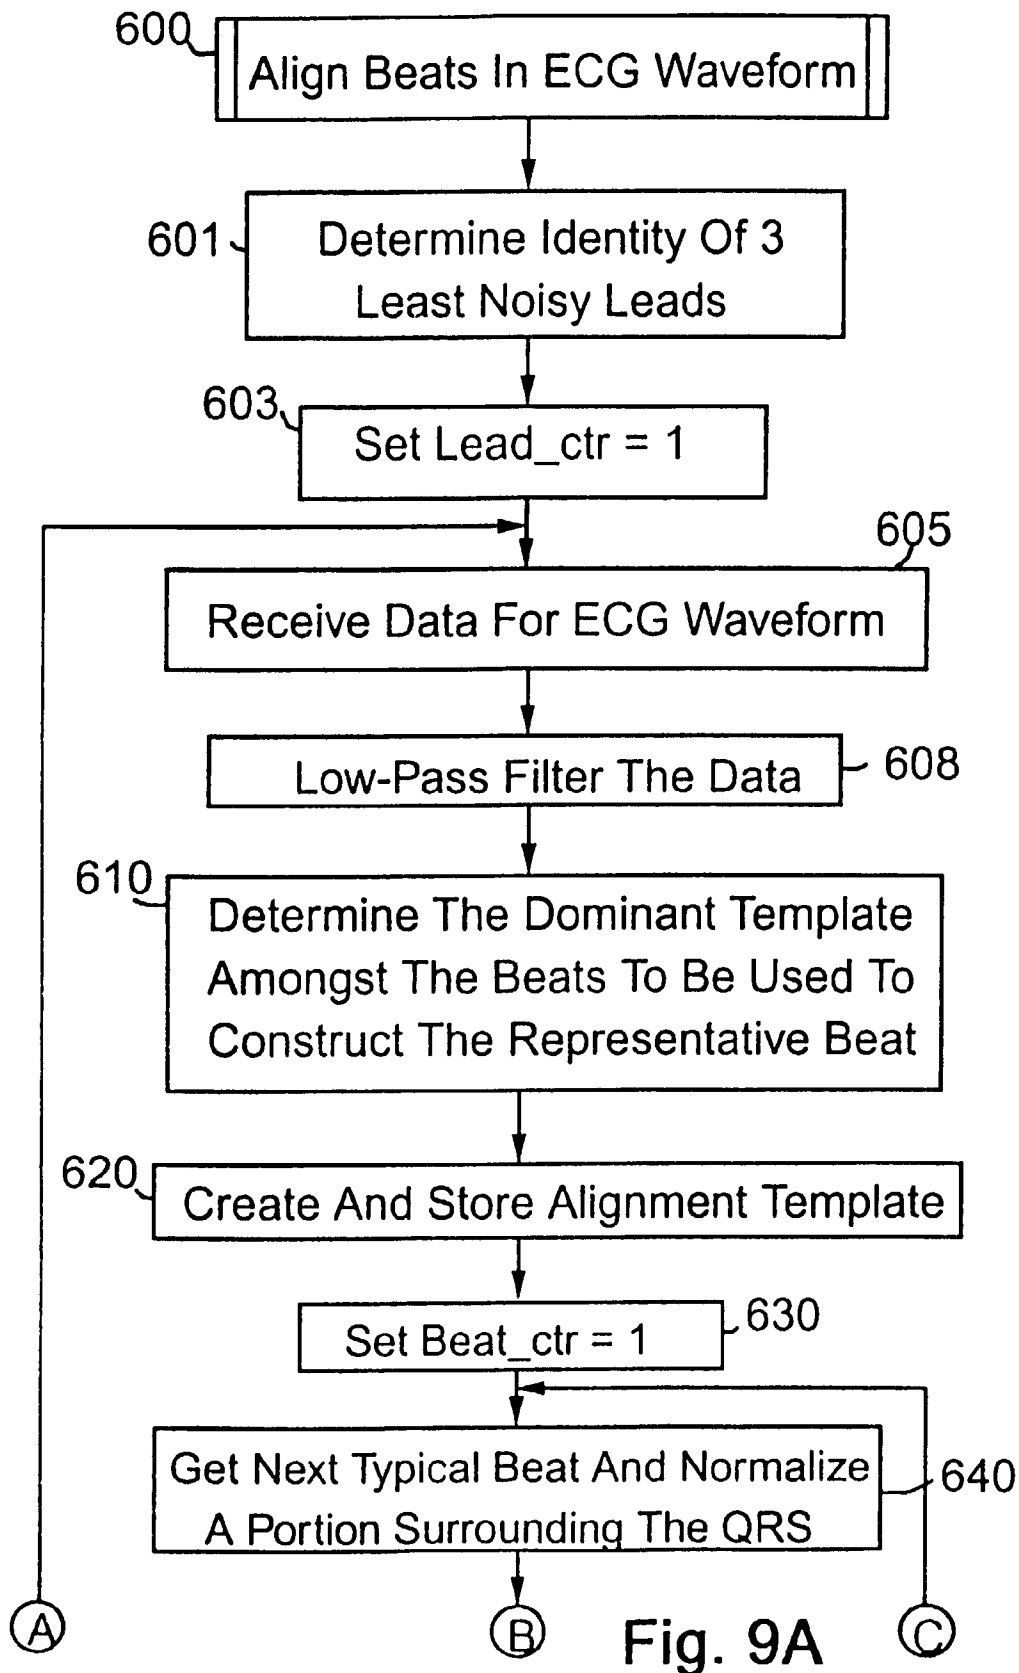 600
Align Beats In ECG Waveform
601
Determine Identity Of 3
Least Noisy Leads
603
Set Lead_ctr = 1
605
Receive Data For ECG Waveform
Low-Pass Filter The Data
608
610
Determine The Dominant Template
Amongst The Beats To Be Used To
Construct The Representative Beat
620
Create And Store Alignment Template
Set Beat_ctr = 1
630
Get Next Typical Beat And Normalize
A Portion Surrounding The QRS
640
A
B
C
Fig. 9A